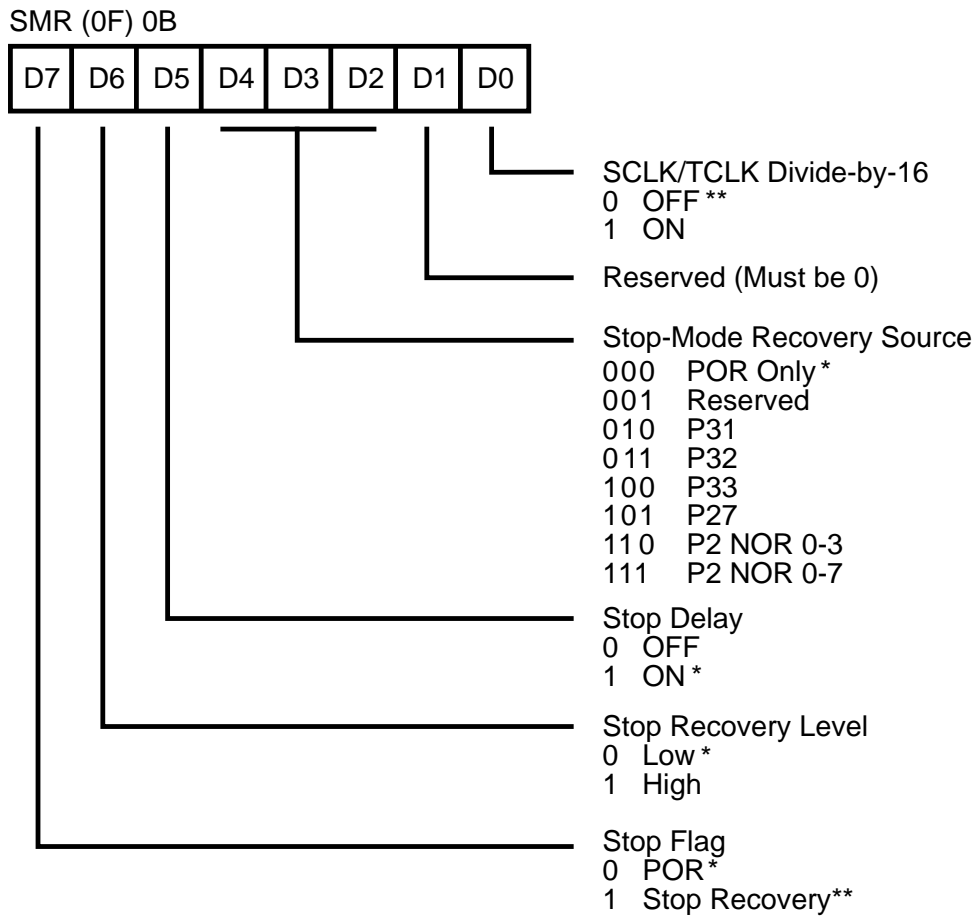 SMR (0F) 0B
D7 D6 D5 D4 D3 D2 D1 D0
SCLK/TCLK Divide-by-16
0 OFF **
1 ON
Reserved (Must be 0)
Stop-Mode Recovery Source
000 POR Only *
001 Reserved
010 P31
011 P32
100 P33
101 P27
110 P2 NOR 0-3
111 P2 NOR 0-7
Stop Delay
0 OFF
1 ON *
Stop Recovery Level
0 Low *
1 High
Stop Flag
0 POR *
1 Stop Recovery**